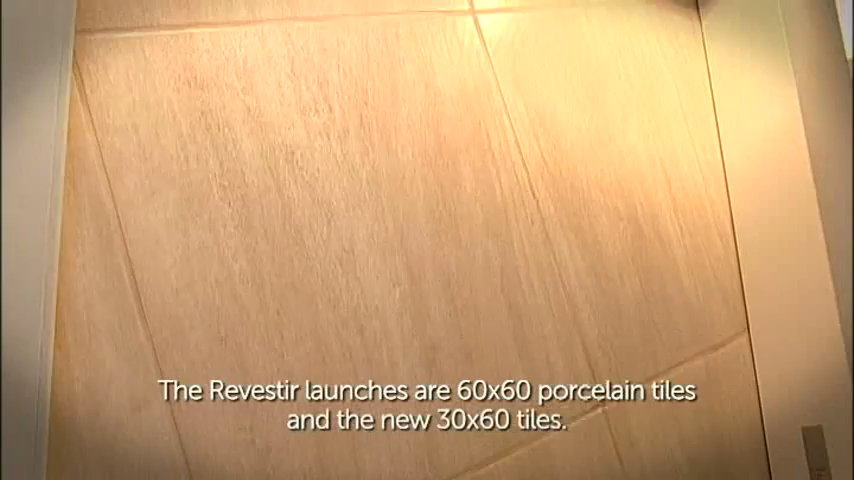 The Revestir launches are 60x60 porcelain tiles
and the new 30x60 tiles.